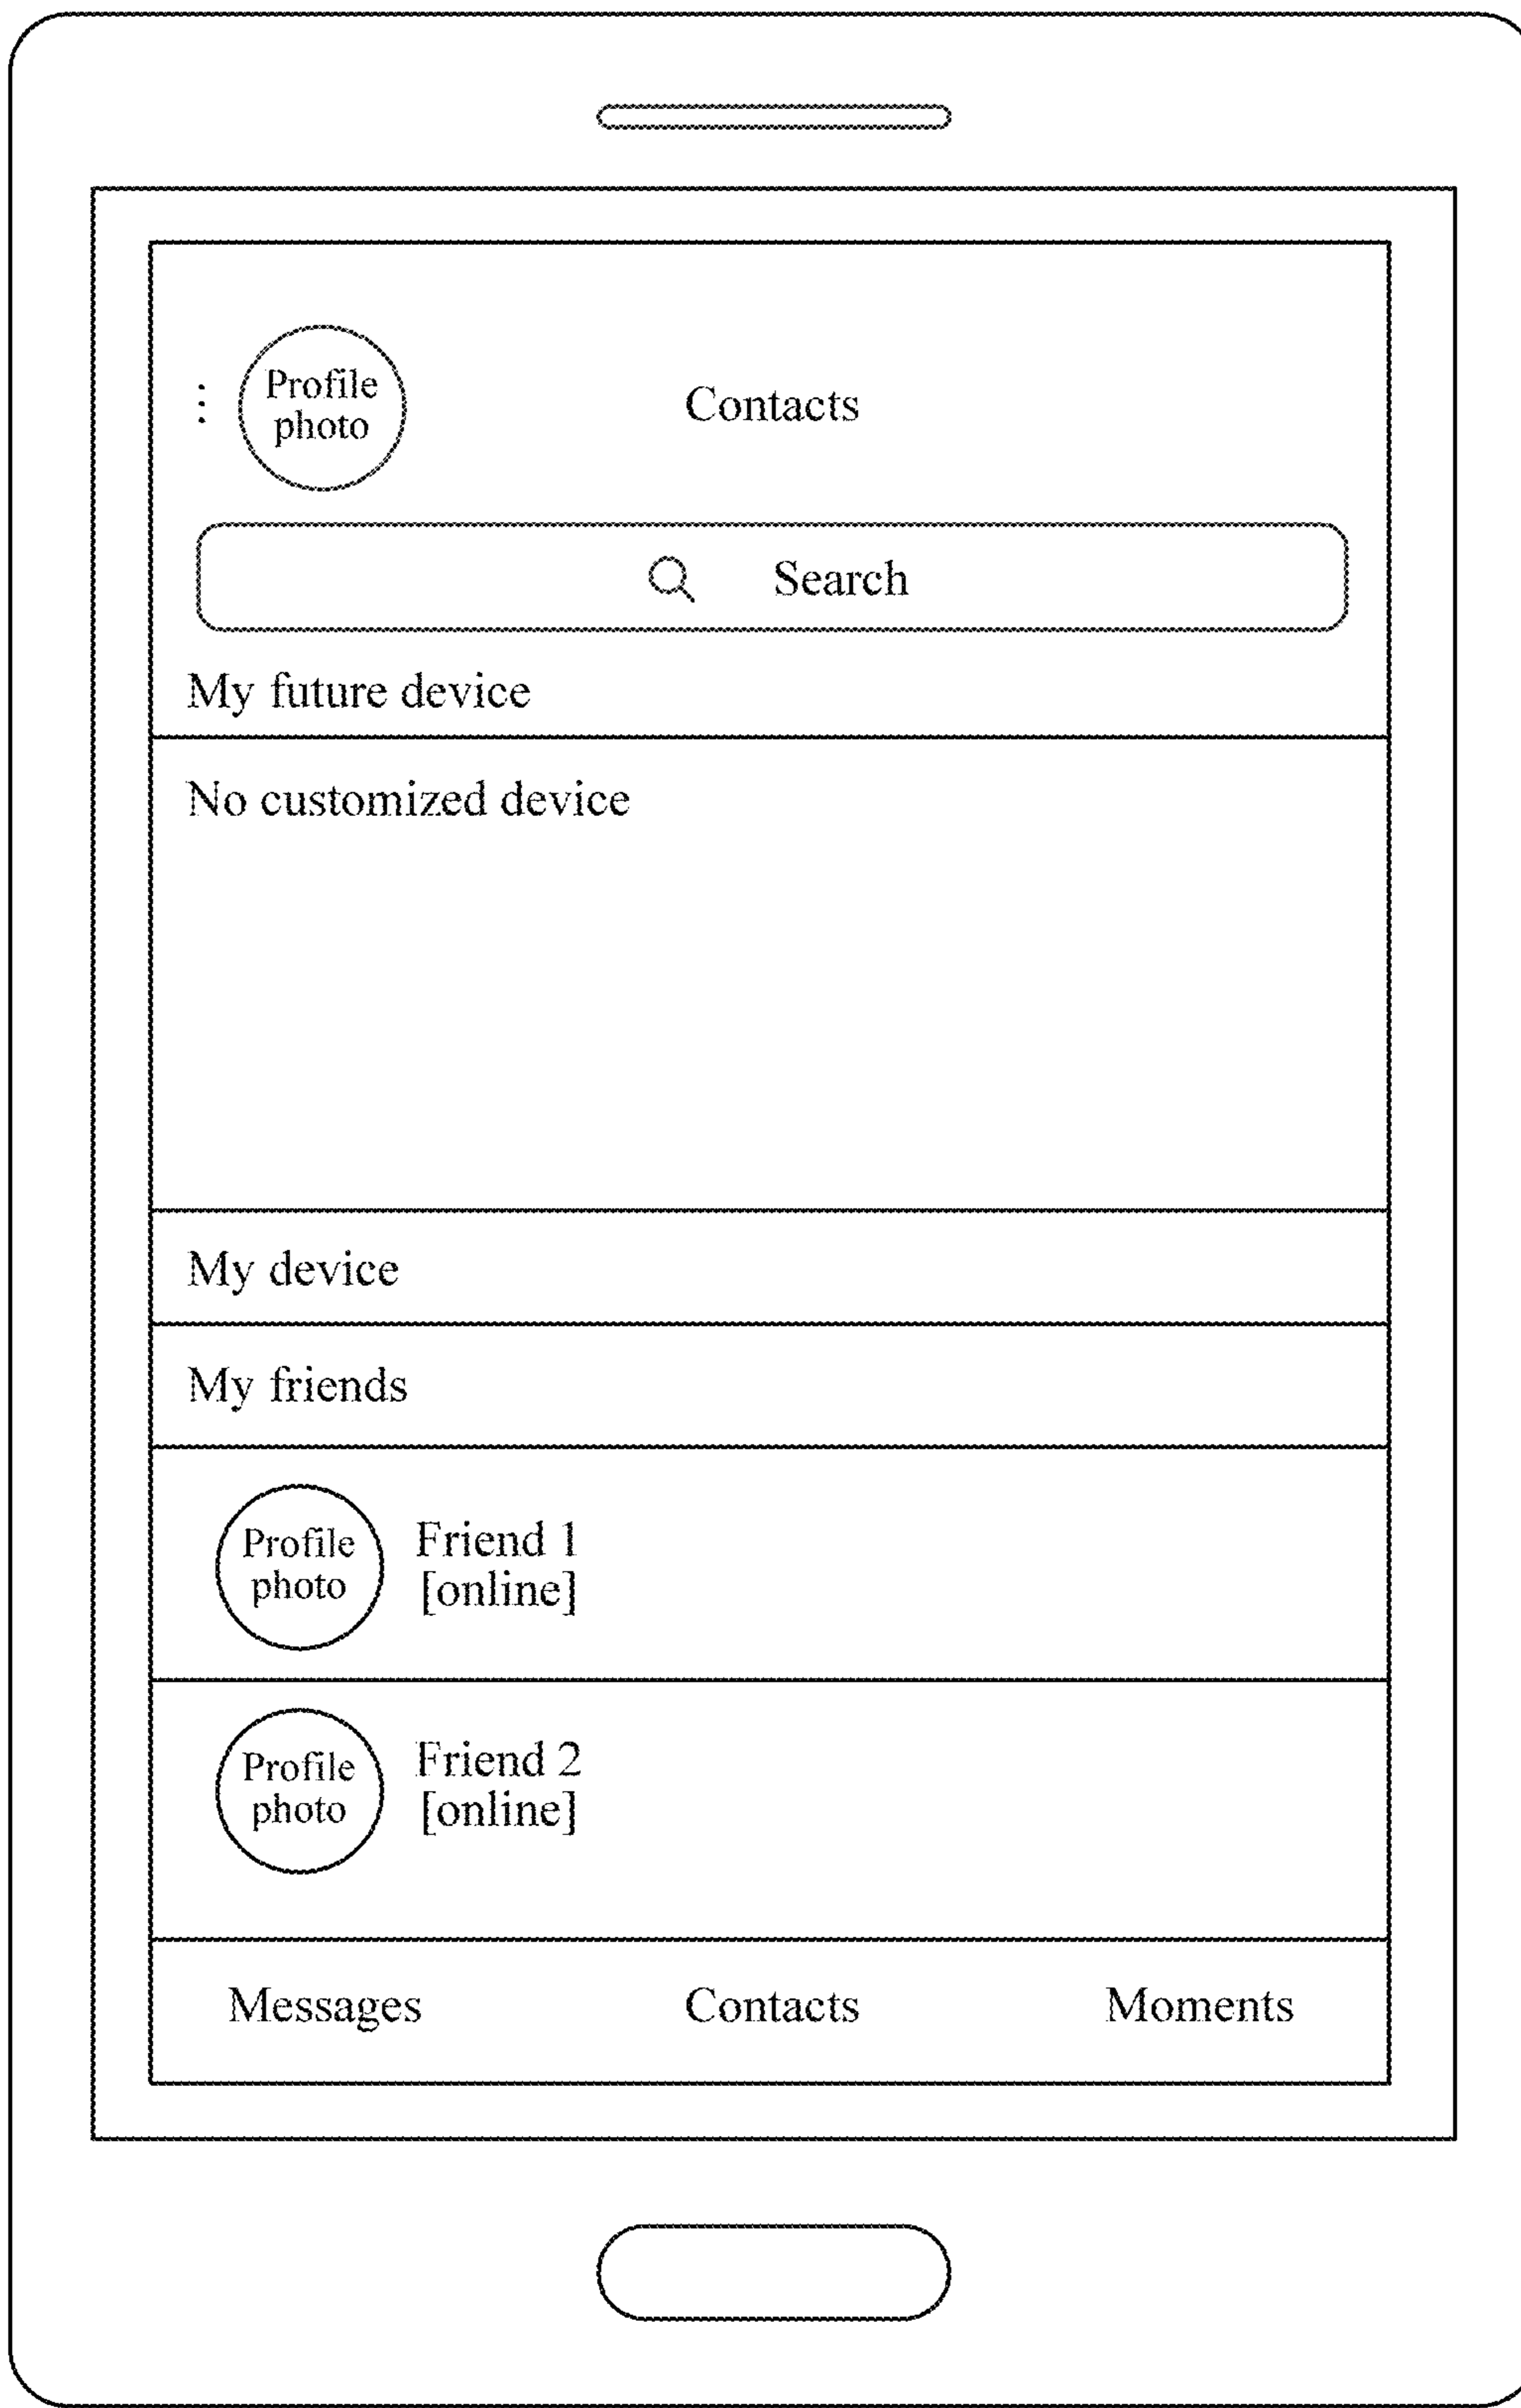 Profile
photo
Contacts
Search
My future device
No customized device
My device
My friends
Profile
photo
Friend 1
[online]
Profile
photo
Friend 2
[online]
Messages Contacts Moments